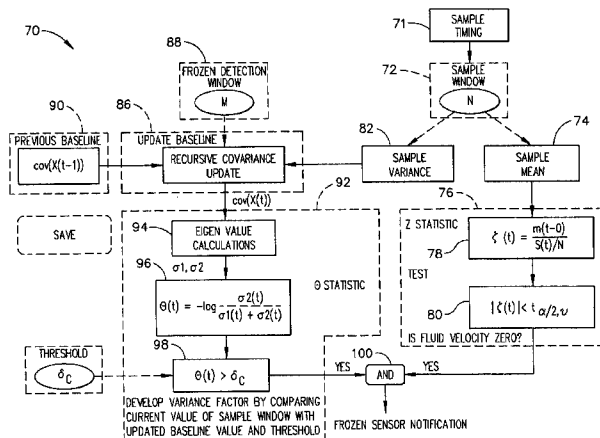 70
71
SAMPLE
TIMING
88
FROZEN DETECTION
WINDOW
M
72
SAMPLE
WINDOW
N
90
PREVIOUS BASELINE
cov(X(t-1))
86
UPDATE BASELINE
RECURSIVE COVARIANCE
UPDATE
82
SAMPLE
VARIANCE
74
SAMPLE
MEAN
cov(X(t))
92
76
SAVE
94
EIGEN VALUE
CALCULATIONS
σ1, σ2
Θ STATISTIC
96
Θ(t) = -log σ2(t) / σ1(t) + σ2(t)
Z STATISTIC
78
ζ (t) = m(t-0) / S(t)/N
TEST
80
|ζ(t)| < t α/2,υ
IS FLUID VELOCITY ZERO?
THRESHOLD
δC
98
Θ(t) > δC
YES
100
AND
YES
DEVELOP VARIANCE FACTOR BY COMPARING
CURRENT VALUE OF SAMPLE WINDOW WITH
UPDATED BASELINE VALUE AND THRESHOLD
FROZEN SENSOR NOTIFICATION